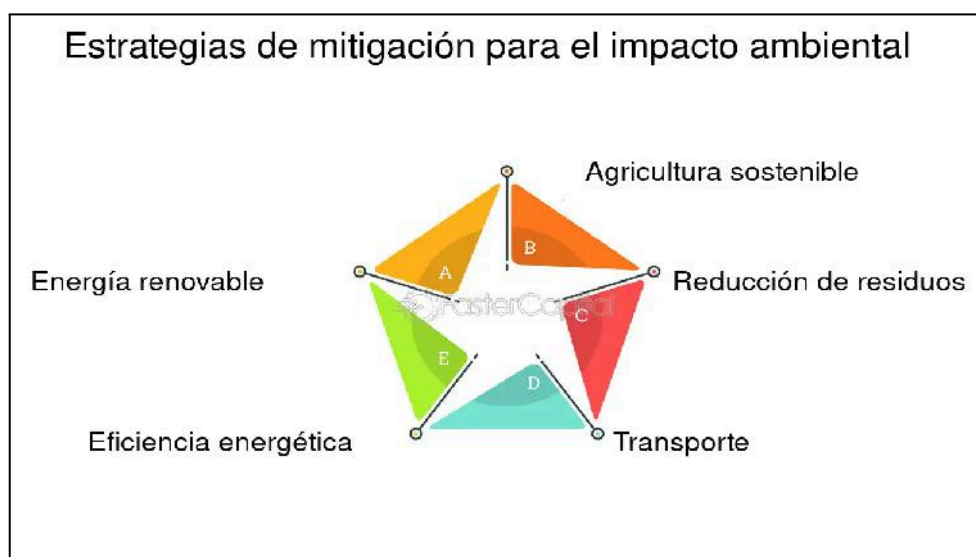 Estrategias de mitigación para el impacto ambiental
Agricultura sostenible
B
A
Energía renovable
Reducción de residuos
FasterCapital
C
E
D
Eficiencia energética
Transporte